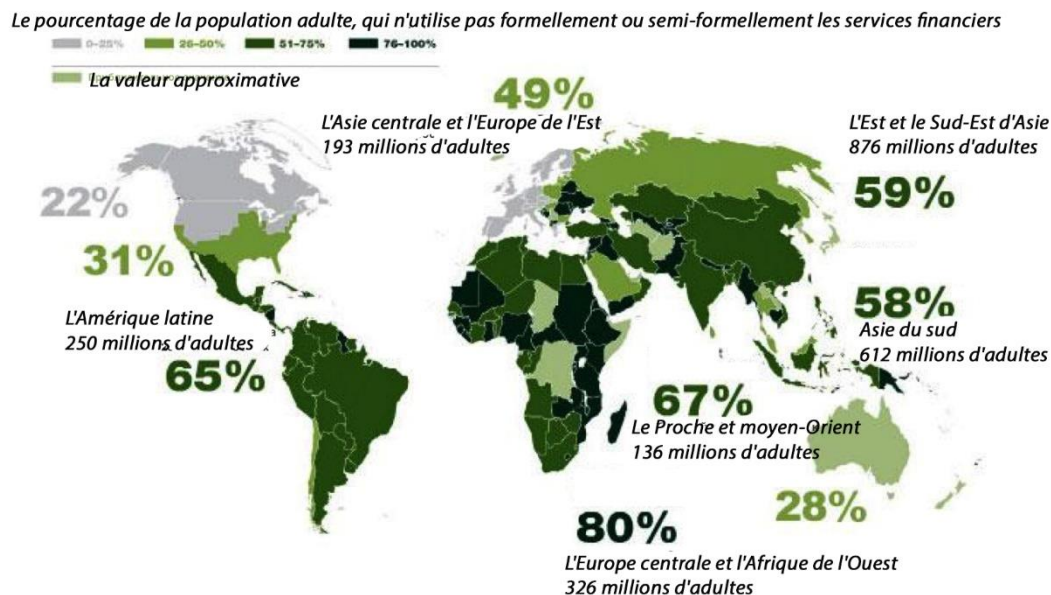 Le pourcentage de la population adulte, qui n'utilise pas formellement ou semi-formellement les services financiers
0–25% 26–50% 51–75% 76–100%
La valeur approximative
49%
L'Asie centrale et l'Europe de l'Est
193 millions d'adultes
L'Est et le Sud-Est d'Asie
876 millions d'adultes
59%
22%
31%
58%
Asie du sud
612 millions d'adultes
L'Amérique latine
250 millions d'adultes
65%
67%
Le Proche et moyen-Orient
136 millions d'adultes
28%
80%
L'Europe centrale et l'Afrique de l'Ouest
326 millions d'adultes